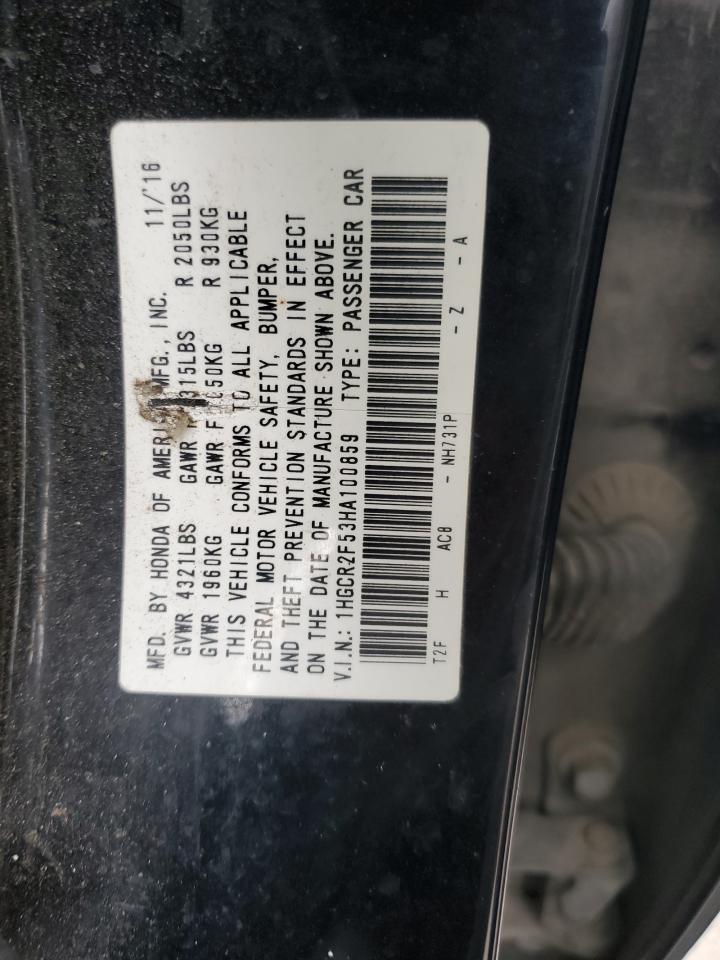 MFD. BY HONDA OF MFG., INC. 11/'16
GVWR 4321LBS GAWR R 2050LBS
GVWR 1960KG GAWR F R 930KG
THIS VEHICLE CONFORMS TO ALL APPLICABLE
FEDERAL MOTOR VEHICLE SAFETY, BUMPER,
AND THEFT PREVENTION STANDARDS IN EFFECT
ON THE DATE OF MANUFACTURE SHOWN ABOVE.
V.I.N.: 1HGCR2F53HA100859 TYPE: PASSENGER CAR
T2F H AC8 - NH731P - Z - A